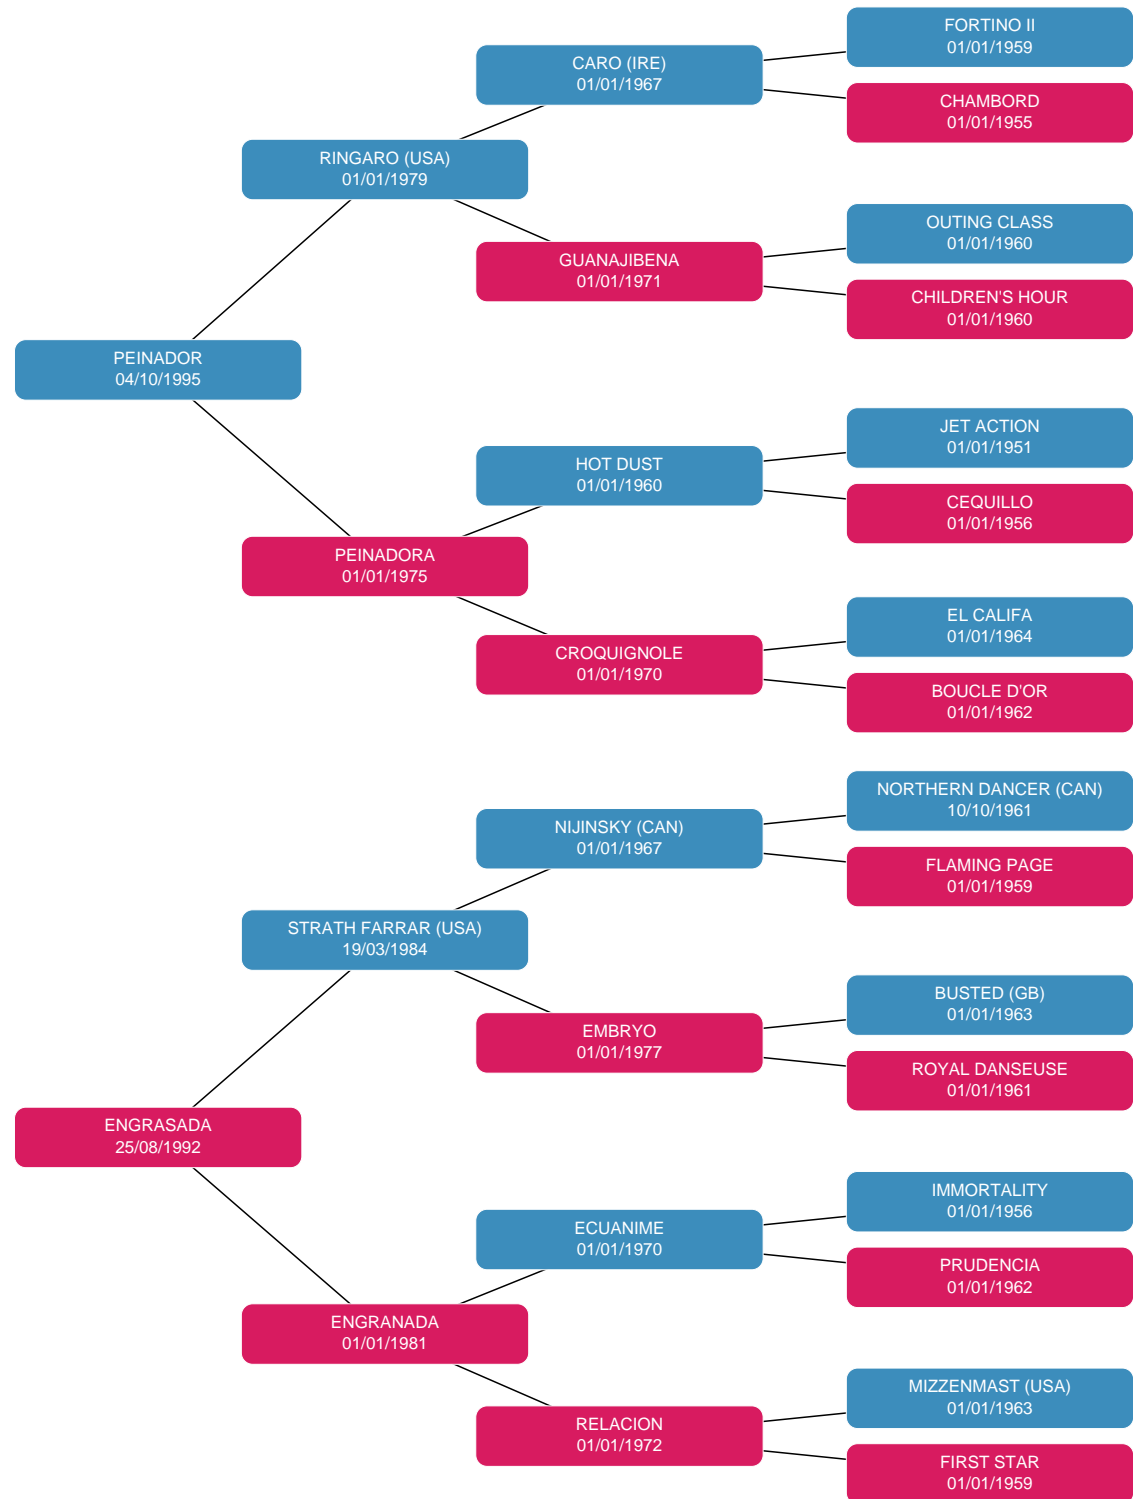 FORTINO II
01/01/1959
CARO (IRE)
01/01/1967
CHAMBORD
01/01/1955
RINGARO (USA)
01/01/1979
OUTING CLASS
01/01/1960
GUANAJIBENA
01/01/1971
CHILDREN'S HOUR
01/01/1960
PEINADOR
04/10/1995
JET ACTION
01/01/1951
HOT DUST
01/01/1960
CEQUILLO
01/01/1956
PEINADORA
01/01/1975
EL CALIFA
01/01/1964
CROQUIGNOLE
01/01/1970
BOUCLE D'OR
01/01/1962
NORTHERN DANCER (CAN)
10/10/1961
NIJINSKY (CAN)
01/01/1967
FLAMING PAGE
01/01/1959
STRATH FARRAR (USA)
19/03/1984
BUSTED (GB)
01/01/1963
EMBRYO
01/01/1977
ROYAL DANSEUSE
01/01/1961
ENGRASADA
25/08/1992
IMMORTALITY
01/01/1956
ECUANIME
01/01/1970
PRUDENCIA
01/01/1962
ENGRANADA
01/01/1981
MIZZENMAST (USA)
01/01/1963
RELACION
01/01/1972
FIRST STAR
01/01/1959